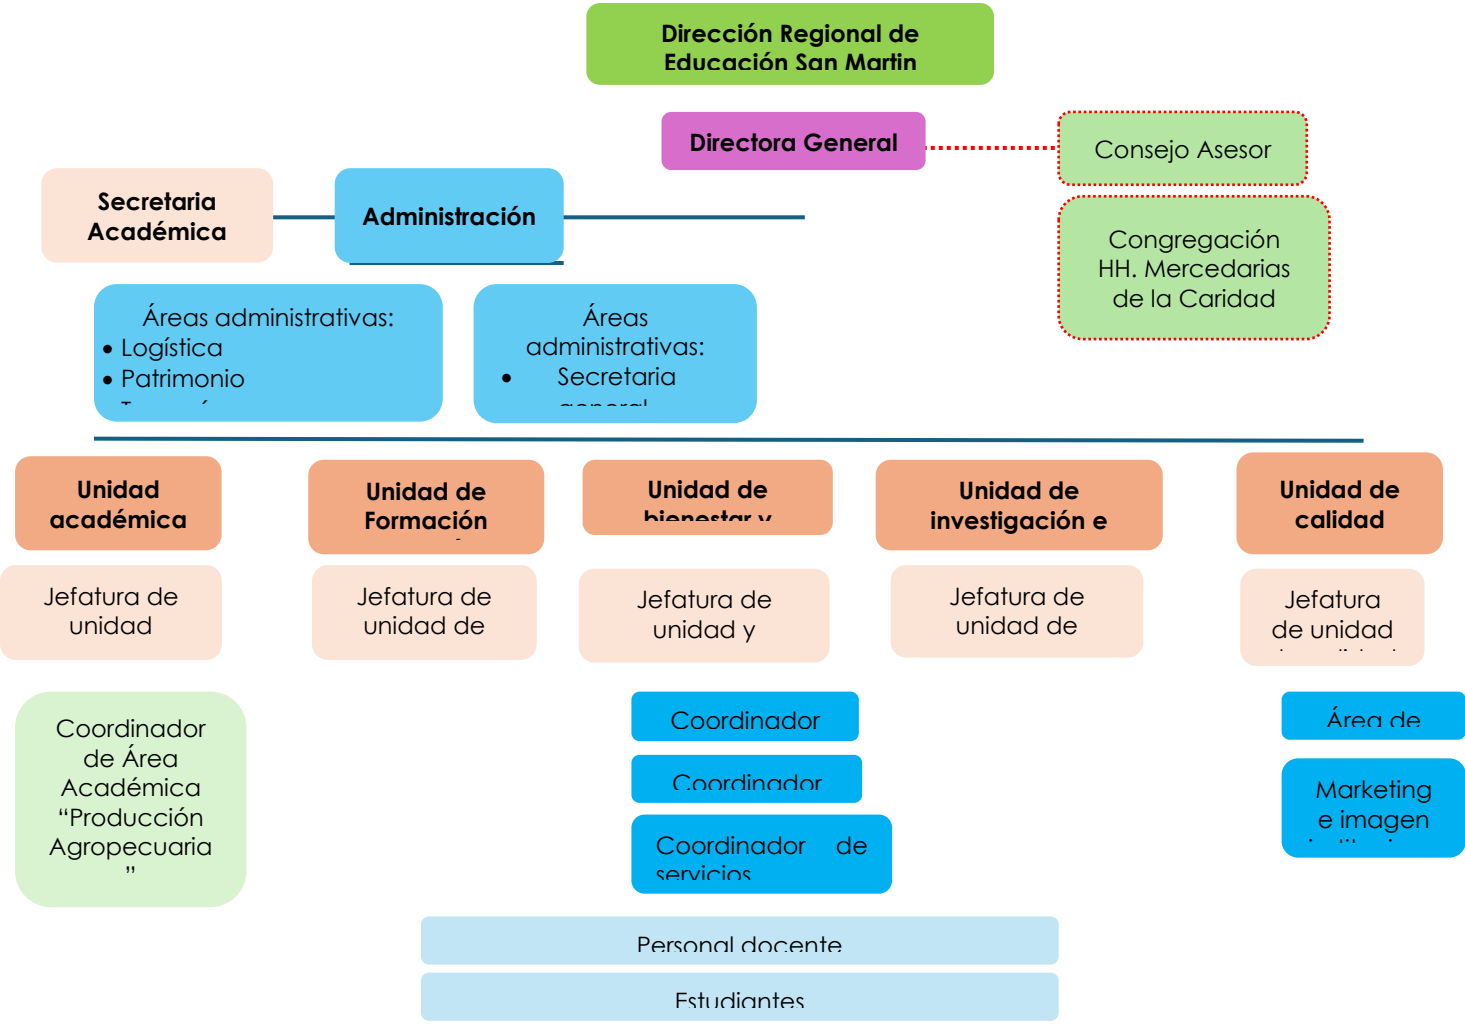 Dirección Regional de
Educación San Martin
Directora General
Consejo Asesor
Secretaria
Académica
Administración
Congregación
HH. Mercedarias
de la Caridad
Áreas administrativas:
• Logística
• Patrimonio
Áreas
administrativas:
• Secretaria
general
Unidad
académica
Unidad de
Formación
Unidad de
bienestar y
Unidad de
investigación e
Unidad de
calidad
Jefatura de
unidad
Jefatura de
unidad de
Jefatura de
unidad y
Jefatura de
unidad de
Jefatura
de unidad
Coordinador
de Área
Académica
“Producción
Agropecuaria
”
Coordinador
Coordinador
Coordinador de
servicios
Área de
Marketing
e imagen
Personal docente
Estudiantes